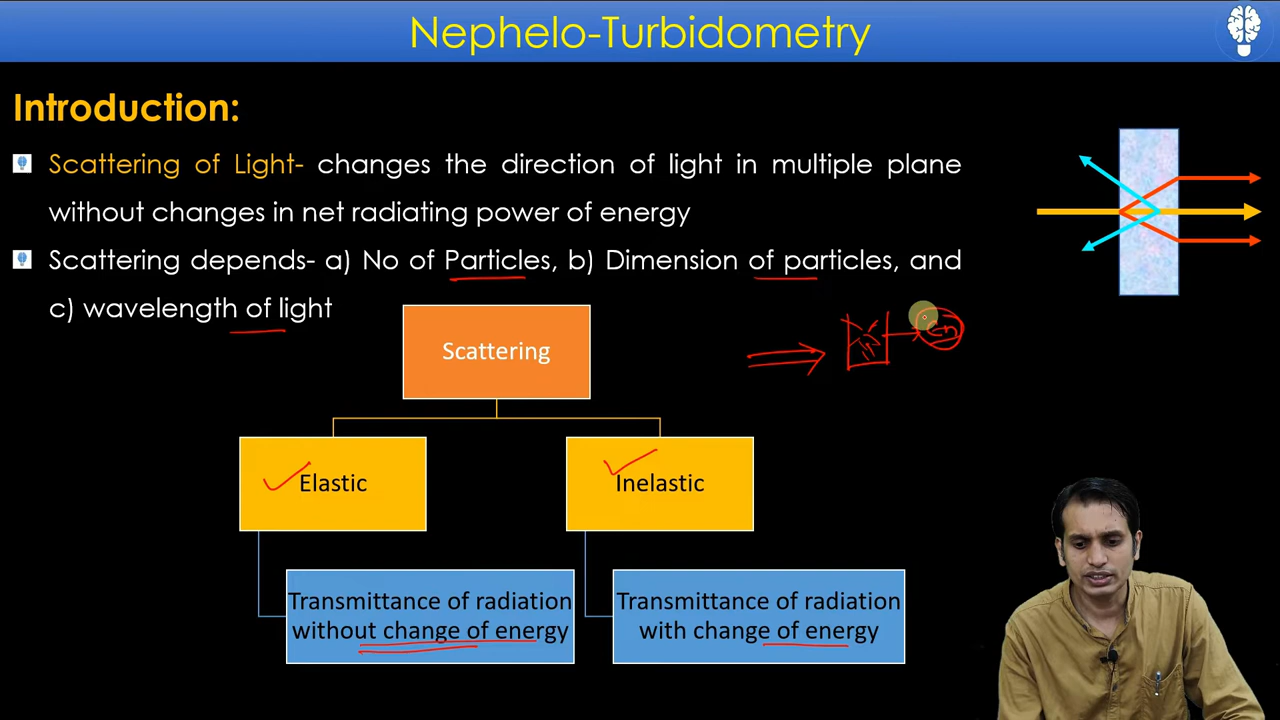 Nephelo-Turbidometry
Introduction:
Scattering of Light- changes the direction of light in multiple plane
without changes in net radiating power of energy
Scattering depends- a) No of Particles, b) Dimension of particles, and
c) wavelength of light
Scattering
Elastic
Inelastic
Transmittance of radiation
without change of energy
Transmittance of radiation
with change of energy